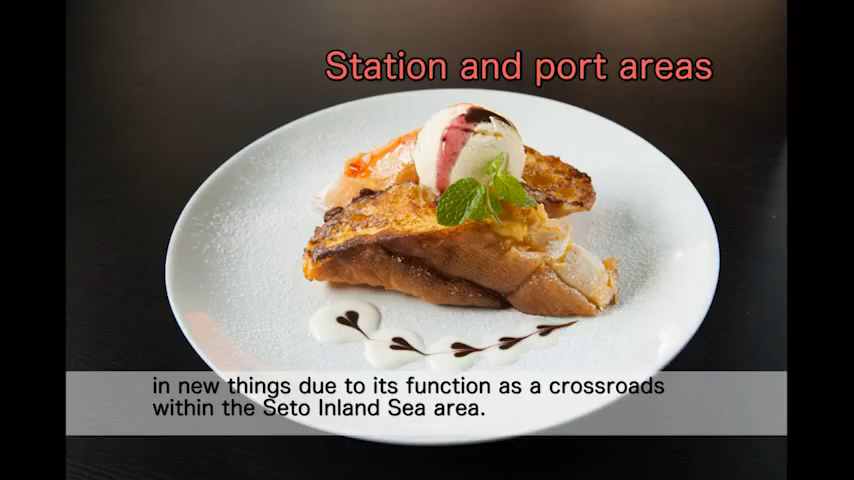 Station and port areas
in new things due to its function as a crossroads
within the Seto Inland Sea area.